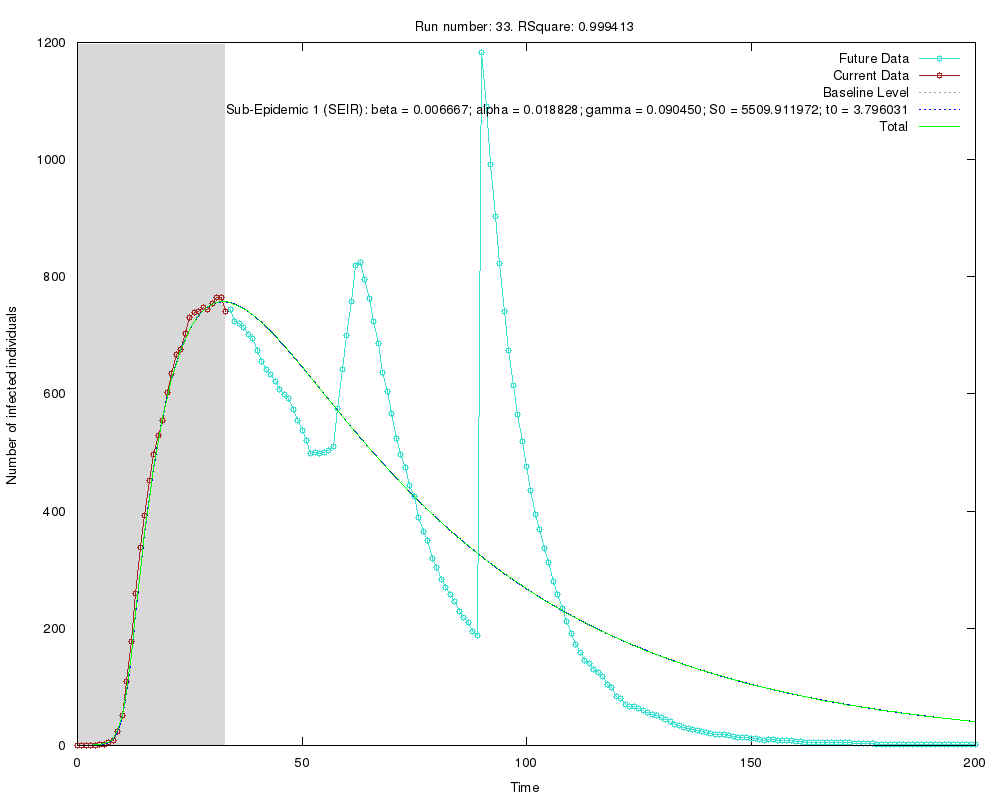 Run number: 33. RSquare: 0.999413
1200
1000
800
600
400
200
0
Number of infected individuals
Future Data
Current Data
Baseline Level
Sub-Epidemic 1 (SEIR): beta = 0.006667; alpha = 0.018828; gamma = 0.090450; S0 = 5509.911972; t0 = 3.796031
Total
0
50
100
150
200
Time